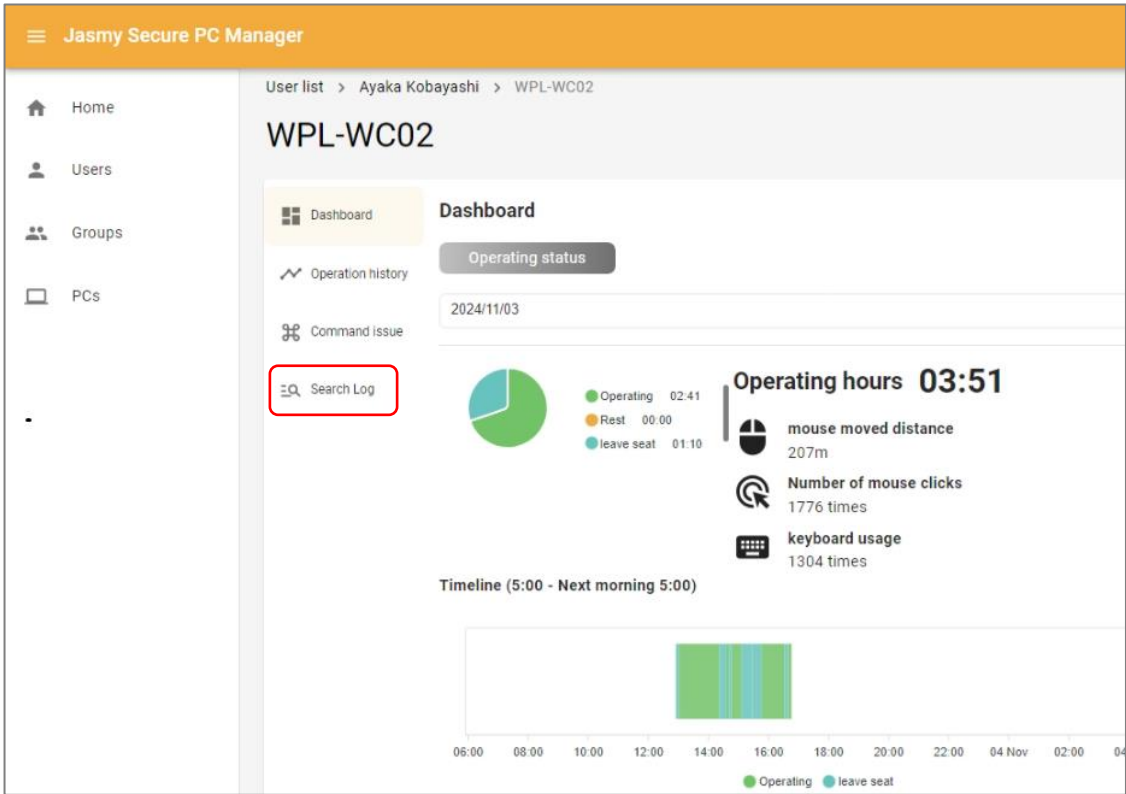 Jasmy Secure PC Manager
Home
Users
Groups
PCs
User list > Ayaka Kobayashi > WPL-WC02
WPL-WC02
Dashboard
Operation history
Command issue
Search Log
Dashboard
Operating status
2024/11/03
Operating 02:41
Rest 00:00
leave seat 01:10
Operating hours 03:51
mouse moved distance
207m
Number of mouse clicks
1776 times
keyboard usage
1304 times
Timeline (5:00 - Next morning 5:00)
06:00 08:00 10:00 12:00 14:00 16:00 18:00 20:00 22:00 04 Nov 02:00 04
Operating leave seat